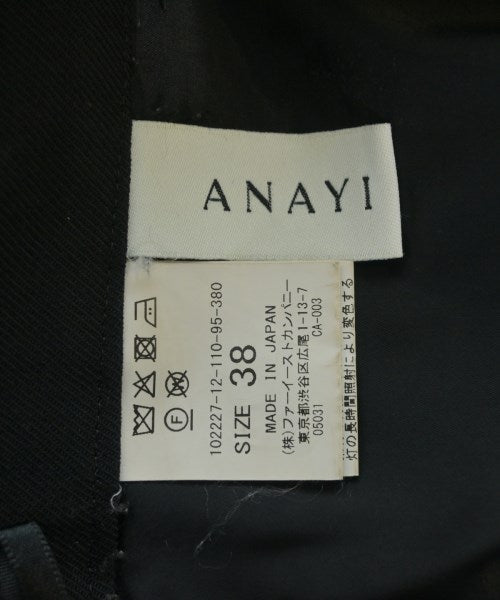 ANAYI
102227-12-110-95-380
SIZE 38
MADE IN JAPAN
(株)ファーイーストカンパニー
東京都渋谷区広尾1-13-7
05031 CA-003
灯の長時間照射により変色する
F